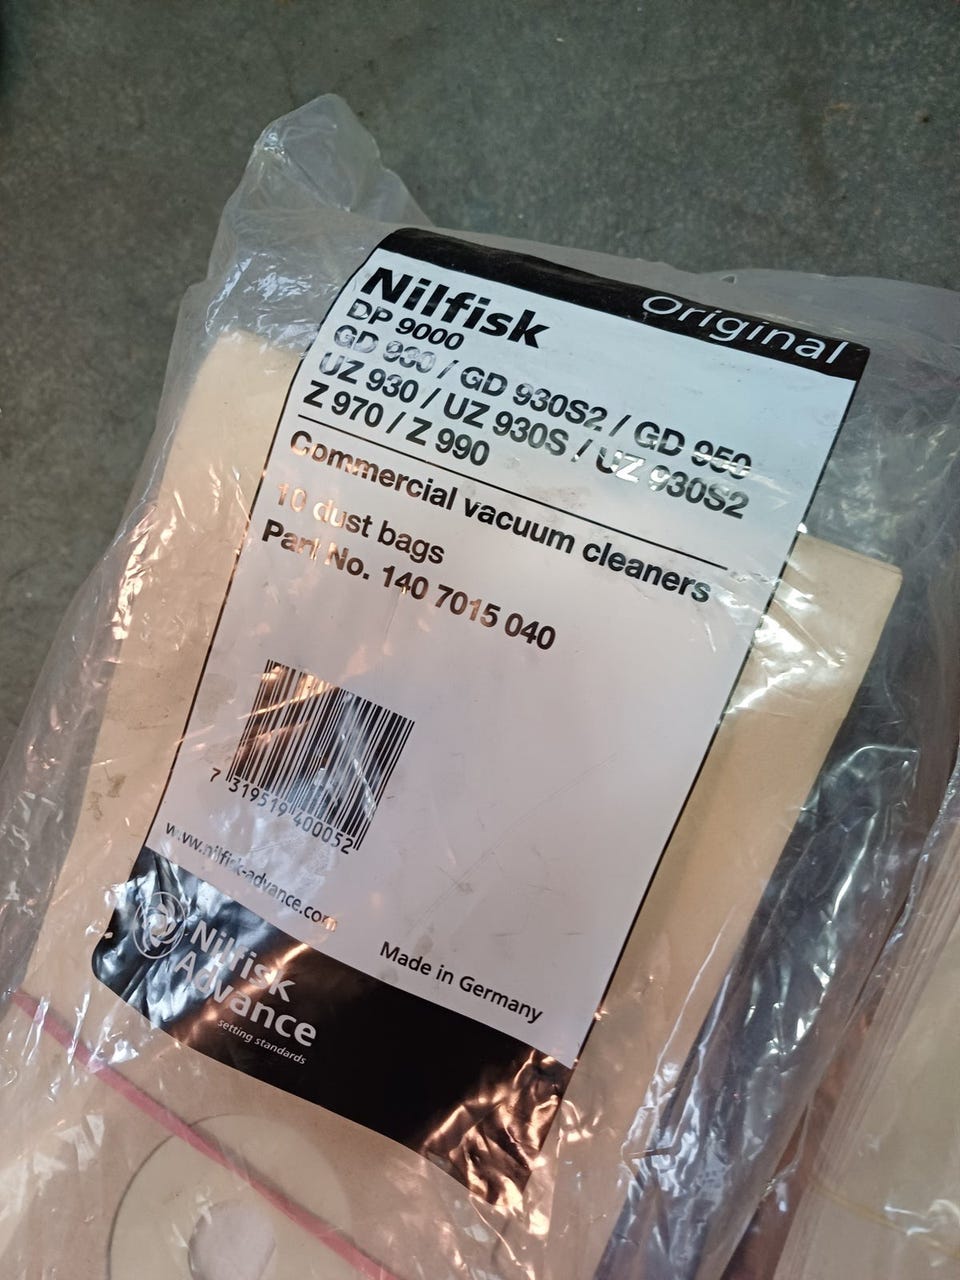 Original
Nilfisk
DP 9000
GD 930 / GD 930S2 / GD 950
UZ 930 / UZ 930S / UZ 930S2
Z 970 / Z 990
Commercial vacuum cleaners
10 dust bags
Part No. 140 7015 040
7 319519 400052
www.nilfisk-advance.com
Made in Germany
Nilfisk
Advance
setting standards